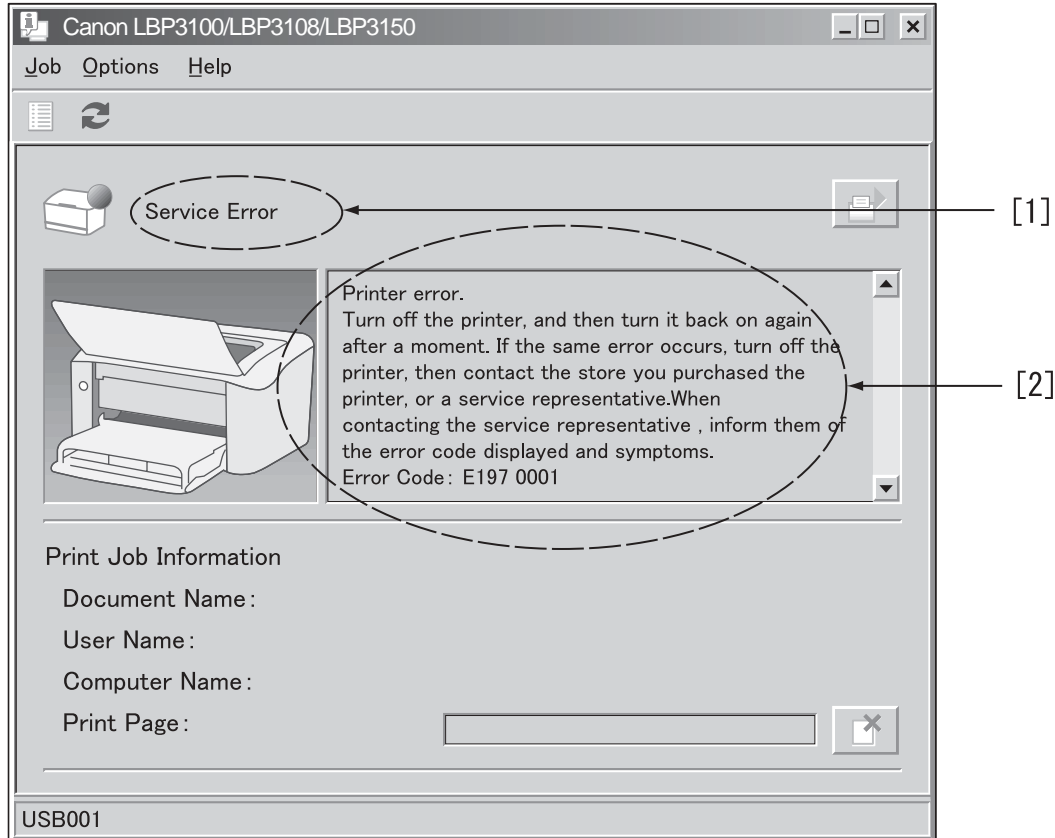 Canon LBP3100/LBP3108/LBP3150
Job Options Help
Service Error
[1]
Printer error.
Turn off the printer, and then turn it back on again
after a moment. If the same error occurs, turn off the
printer, then contact the store you purchased the
printer, or a service representative.When
contacting the service representative , inform them of
the error code displayed and symptoms.
Error Code: E197 0001
[2]
Print Job Information
Document Name:
User Name:
Computer Name:
Print Page:
USB001